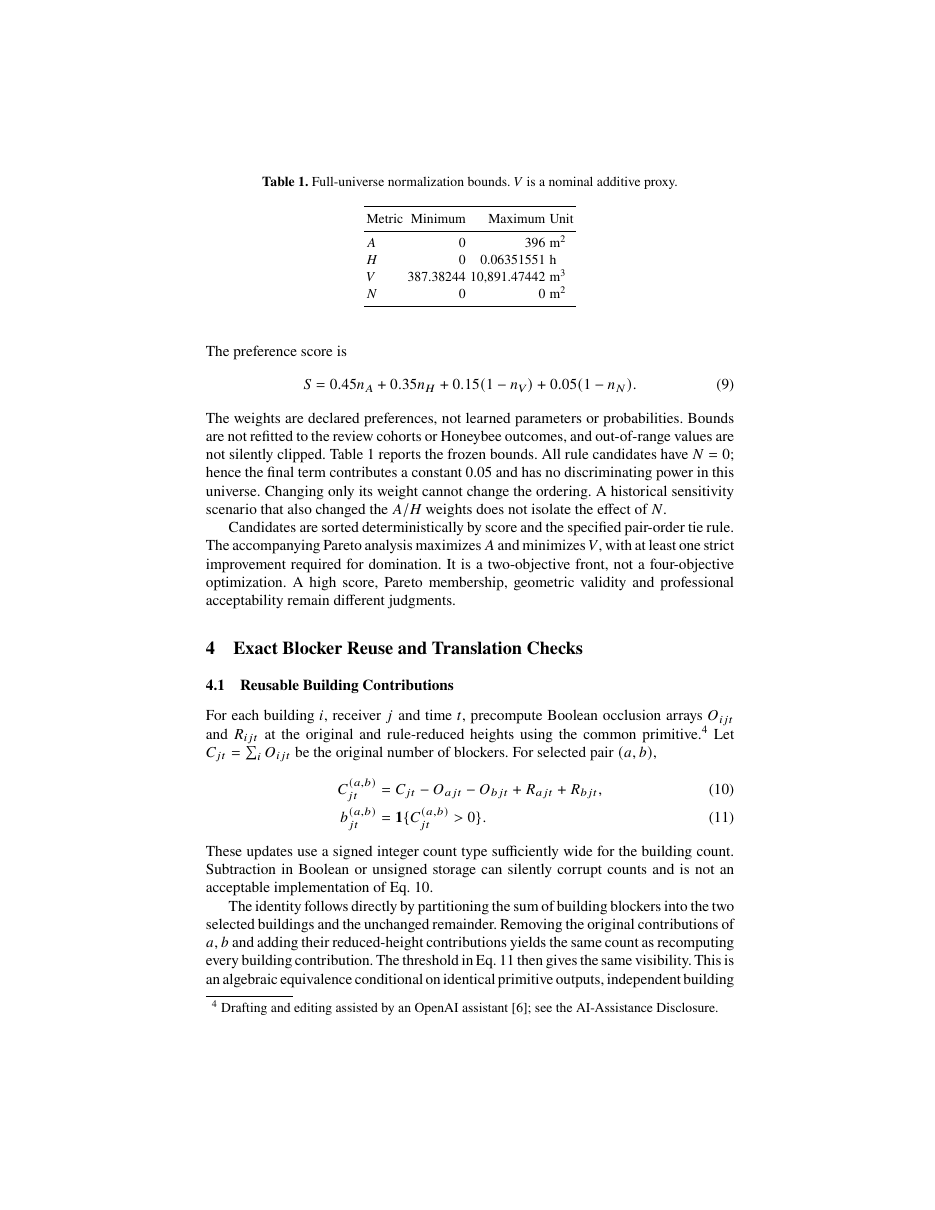 Table 1. Full-universe normalization bounds. V is a nominal additive proxy.
Metric Minimum Maximum Unit
A 0 396 m²
H 0 0.06351551 h
V 387.38244 10,891.47442 m³
N 0 0 m²
The preference score is
S = 0.45n_A + 0.35n_H + 0.15(1 − n_V) + 0.05(1 − n_N). (9)
The weights are declared preferences, not learned parameters or probabilities. Bounds
are not refitted to the review cohorts or Honeybee outcomes, and out-of-range values are
not silently clipped. Table 1 reports the frozen bounds. All rule candidates have N = 0;
hence the final term contributes a constant 0.05 and has no discriminating power in this
universe. Changing only its weight cannot change the ordering. A historical sensitivity
scenario that also changed the A/H weights does not isolate the effect of N.
Candidates are sorted deterministically by score and the specified pair-order tie rule.
The accompanying Pareto analysis maximizes A and minimizes V, with at least one strict
improvement required for domination. It is a two-objective front, not a four-objective
optimization. A high score, Pareto membership, geometric validity and professional
acceptability remain different judgments.
4 Exact Blocker Reuse and Translation Checks
4.1 Reusable Building Contributions
For each building i, receiver j and time t, precompute Boolean occlusion arrays O_ijt
and R_ijt at the original and rule-reduced heights using the common primitive.⁴ Let
C_jt = ∑_i O_ijt be the original number of blockers. For selected pair (a, b),
C_jt^(a,b) = C_jt − O_ajt − O_bjt + R_ajt + R_bjt, (10)
b_jt^(a,b) = 1{C_jt^(a,b) > 0}. (11)
These updates use a signed integer count type sufficiently wide for the building count.
Subtraction in Boolean or unsigned storage can silently corrupt counts and is not an
acceptable implementation of Eq. 10.
The identity follows directly by partitioning the sum of building blockers into the two
selected buildings and the unchanged remainder. Removing the original contributions of
a, b and adding their reduced-height contributions yields the same count as recomputing
every building contribution. The threshold in Eq. 11 then gives the same visibility. This is
an algebraic equivalence conditional on identical primitive outputs, independent building
⁴ Drafting and editing assisted by an OpenAI assistant [6]; see the AI-Assistance Disclosure.